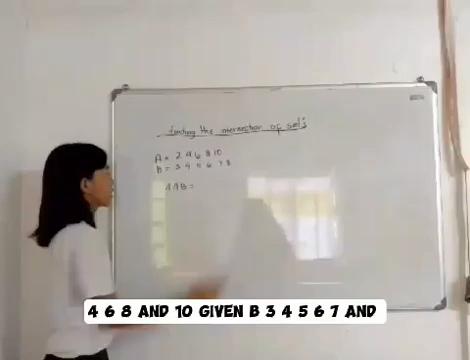 finding the intersection of sets
A = 2 4 6 8 10
B = 3 4 5 6 7 8
A ∩ B =
4 6 8 AND 10 GIVEN B 3 4 5 6 7 AND